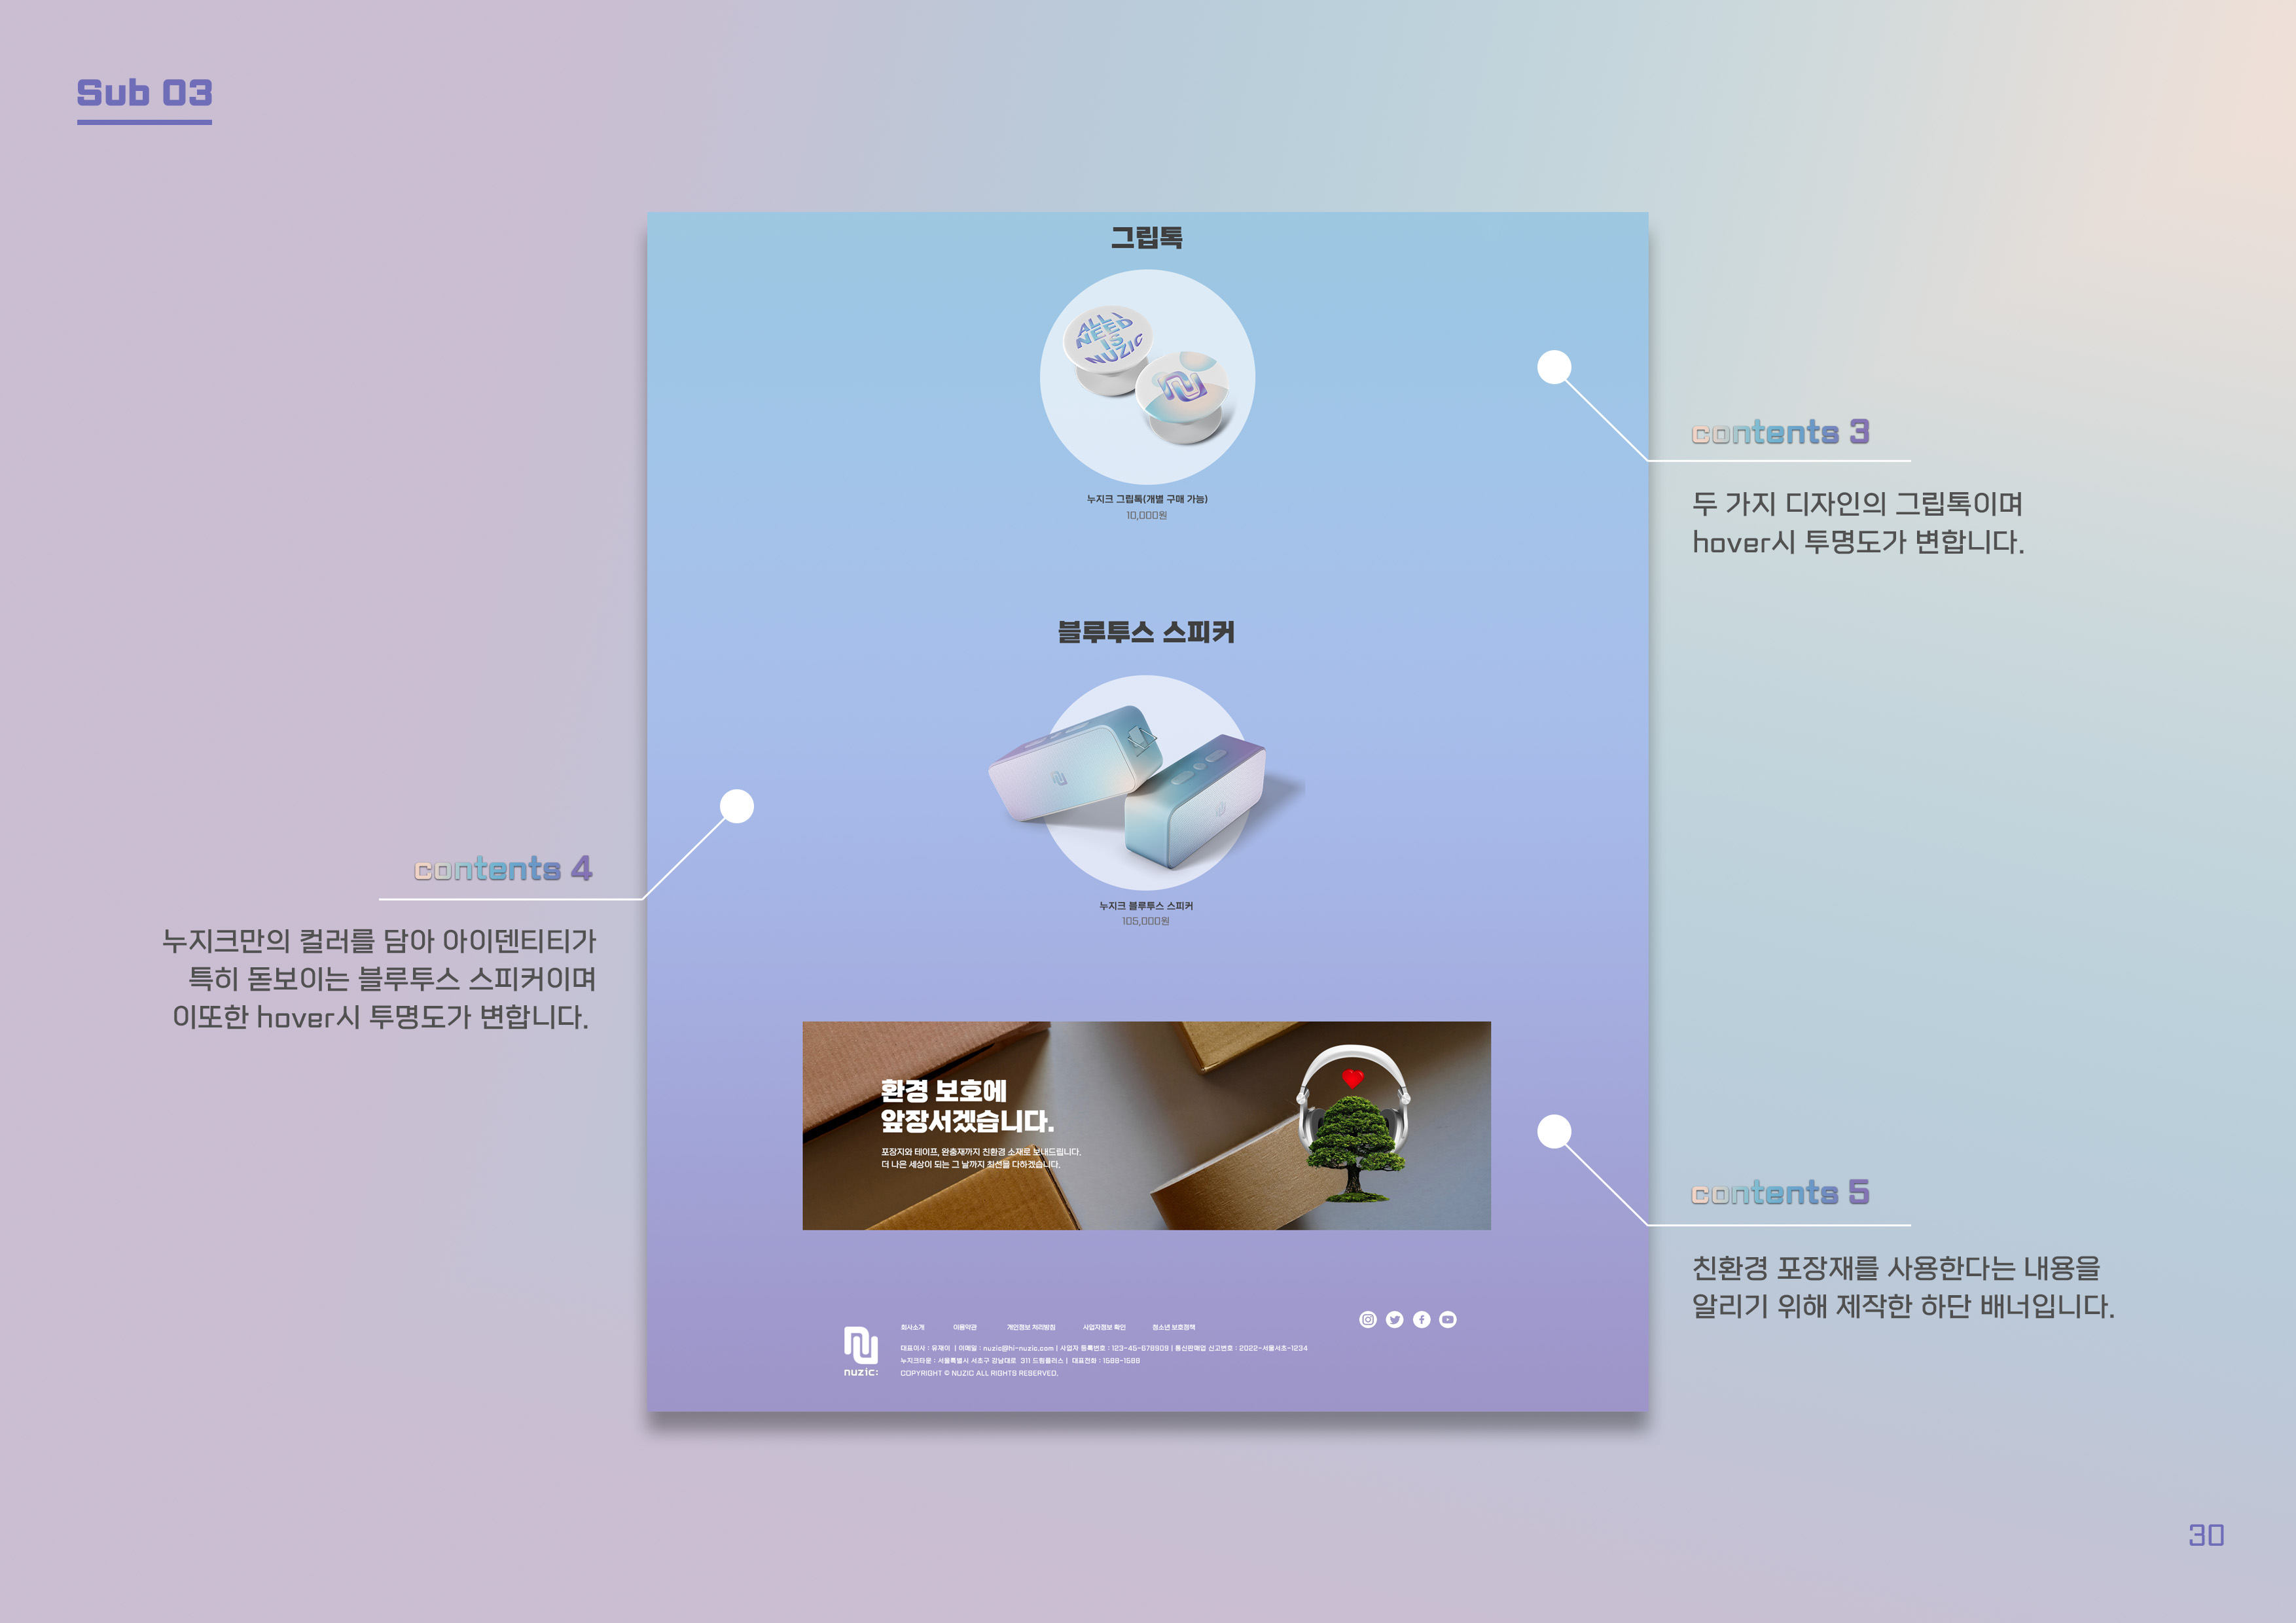 Sub 03
그립톡
ALL I
NEED
IS
NUZIC
누지크 그립톡(개별 구매 가능)
10,000원
contents 3
두 가지 디자인의 그립톡이며
hover시 투명도가 변합니다.
블루투스 스피커
누지크 블루투스 스피커
105,000원
contents 4
누지크만의 컬러를 담아 아이덴티티가
특히 돋보이는 블루투스 스피커이며
이또한 hover시 투명도가 변합니다.
환경 보호에
앞장서겠습니다.
포장지와 테이프, 완충재까지 친환경 소재로 보내드립니다.
더 나은 세상이 되는 그 날까지 최선을 다하겠습니다.
contents 5
친환경 포장재를 사용한다는 내용을
알리기 위해 제작한 하단 배너입니다.
회사소개 이용약관 개인정보 처리방침 사업자정보 확인 청소년 보호정책
대표이사 : 유재이 | 이메일 : nuzic@hi-nuzic.com | 사업자 등록번호 : 123-45-678909 | 통신판매업 신고번호 : 2022-서울서초-1234
누지크타운 : 서울특별시 서초구 강남대로 311 드림플러스 | 대표전화 : 1588-1588
COPYRIGHT © NUZIC ALL RIGHTS RESERVED.
nuzic:
30